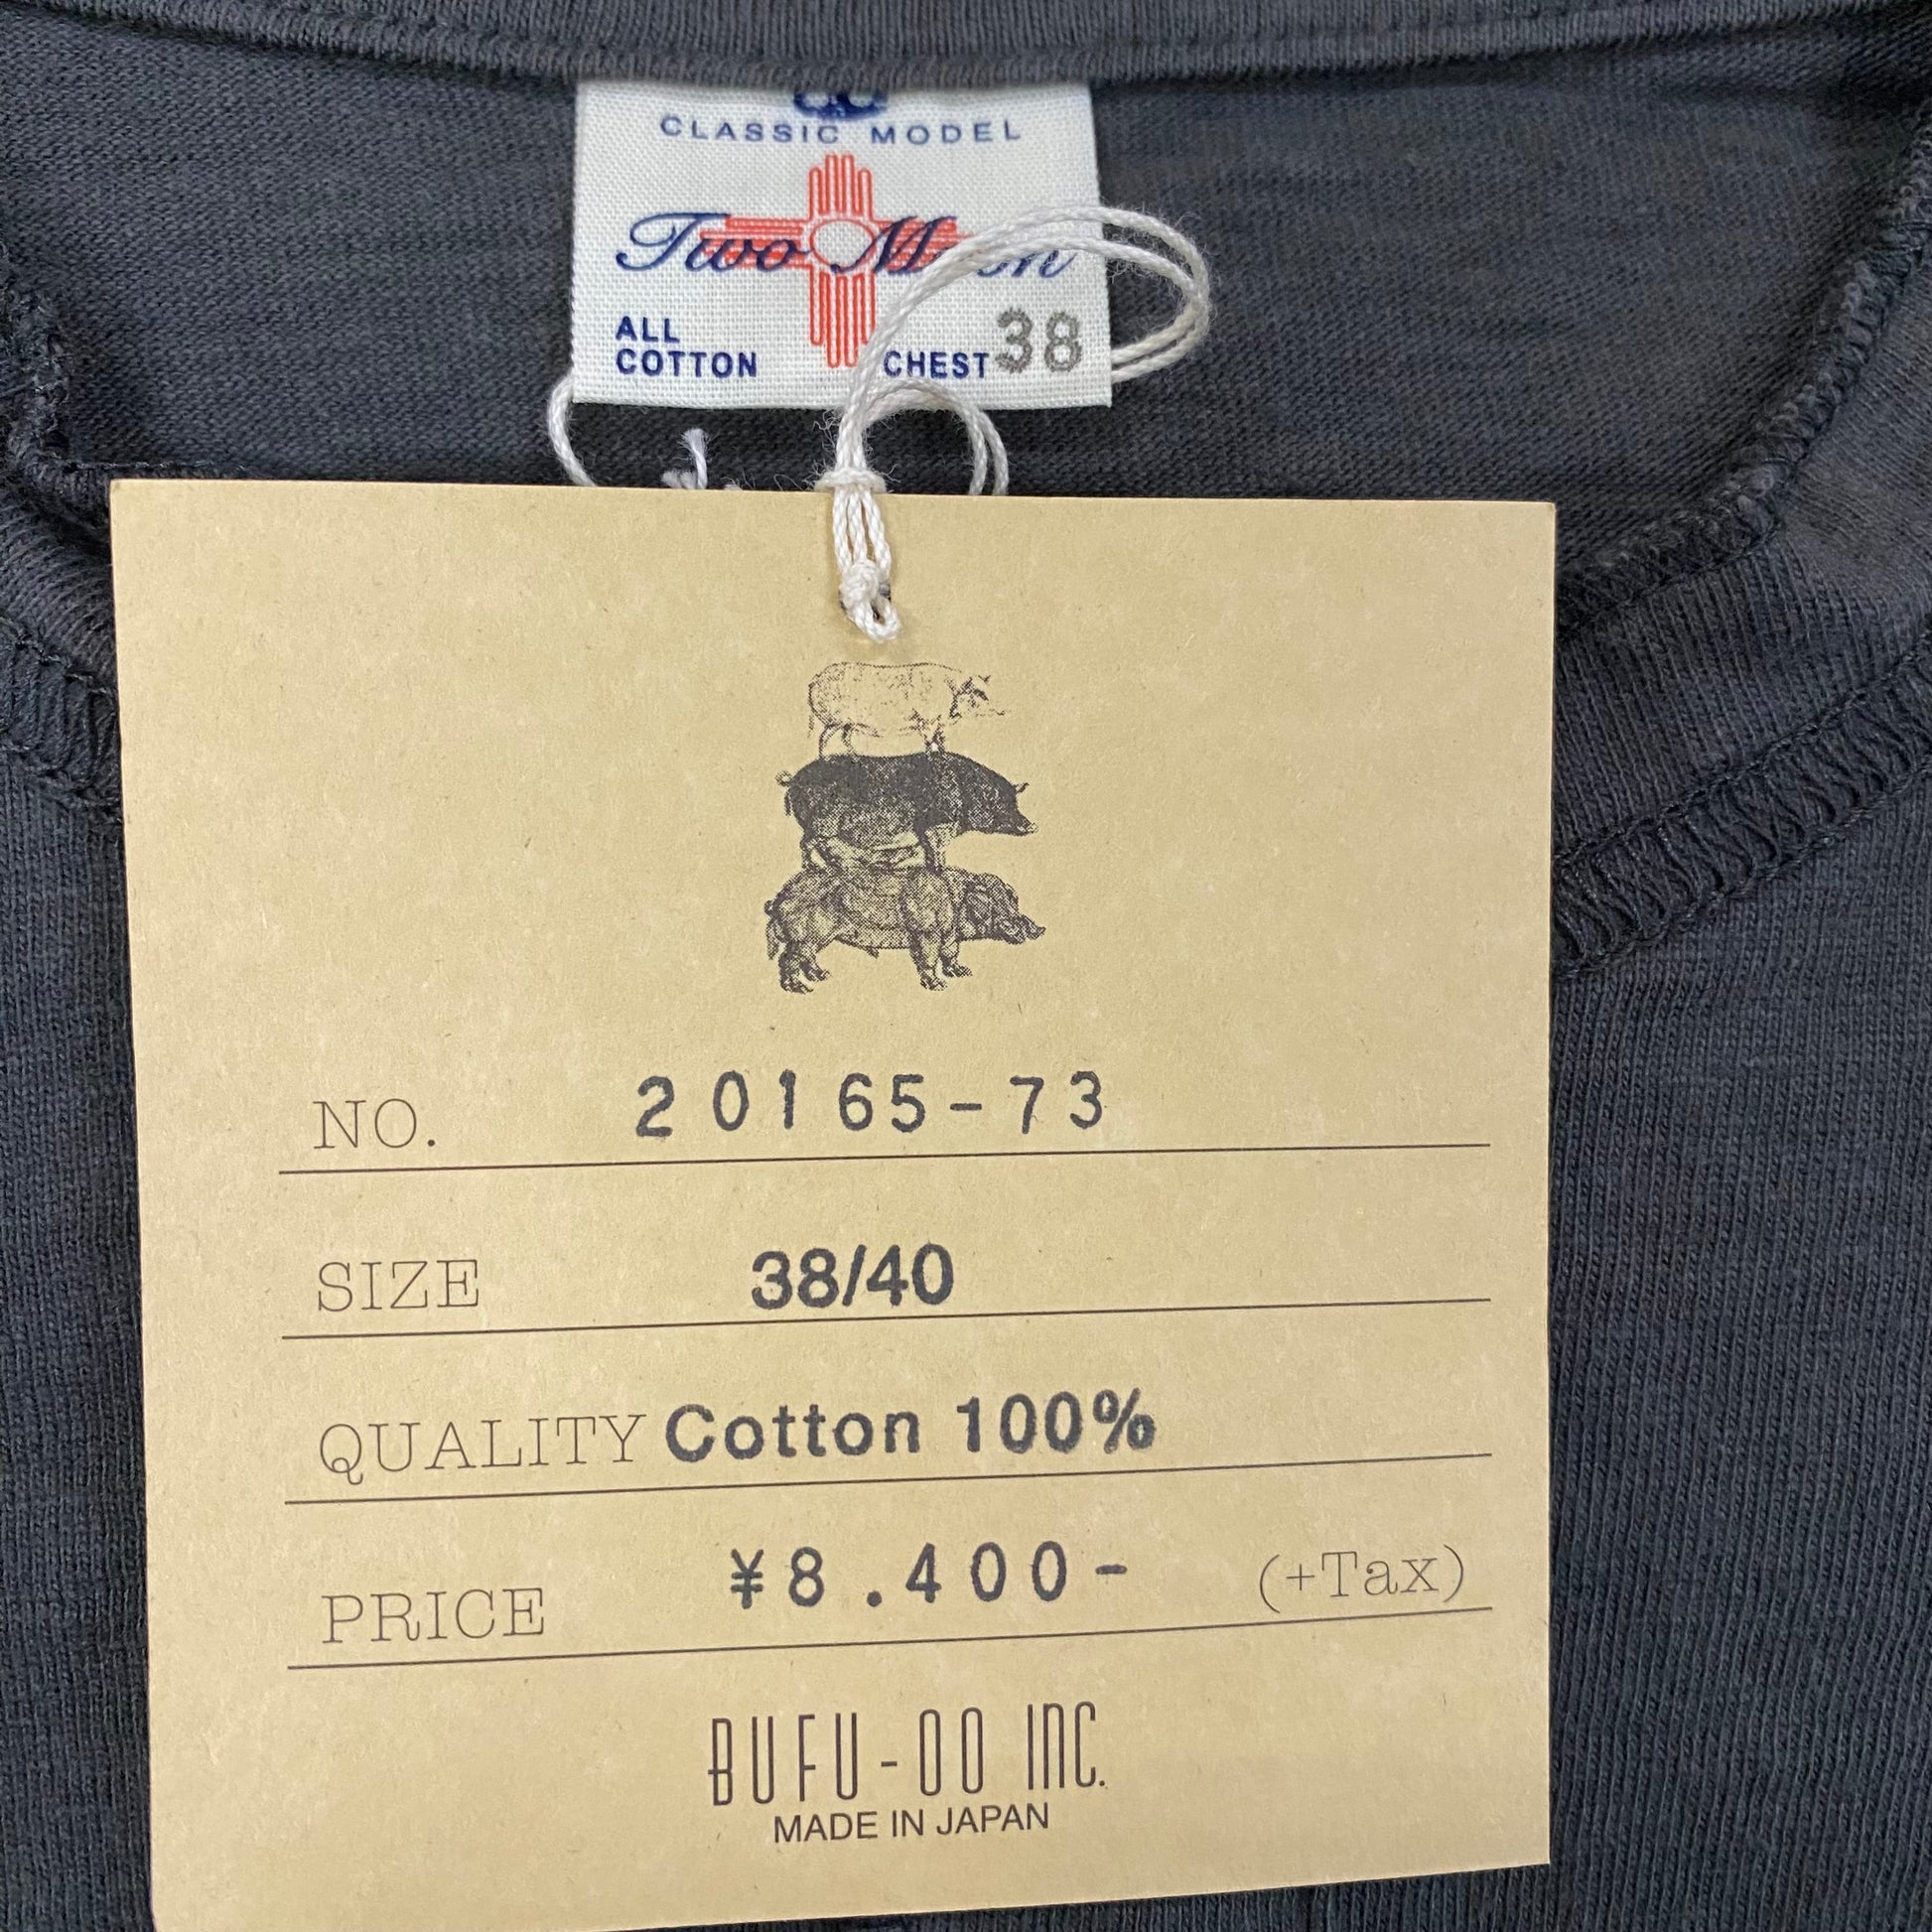 CLASSIC MODEL
Two Moon
ALL
COTTON
CHEST 38
NO. 20165-73
SIZE 38/40
QUALITY Cotton 100%
PRICE ¥8.400- (+Tax)
BUFU-OO INC.
MADE IN JAPAN